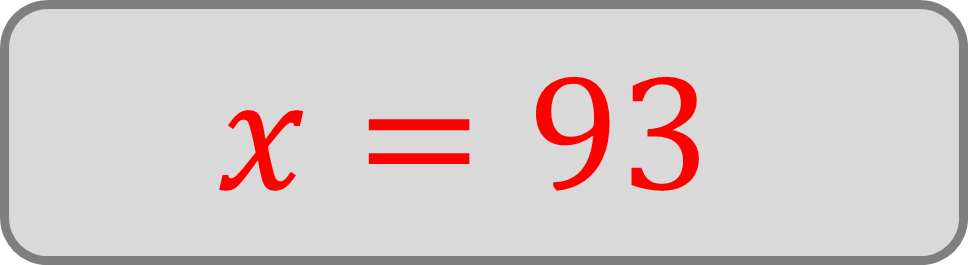 x = 93